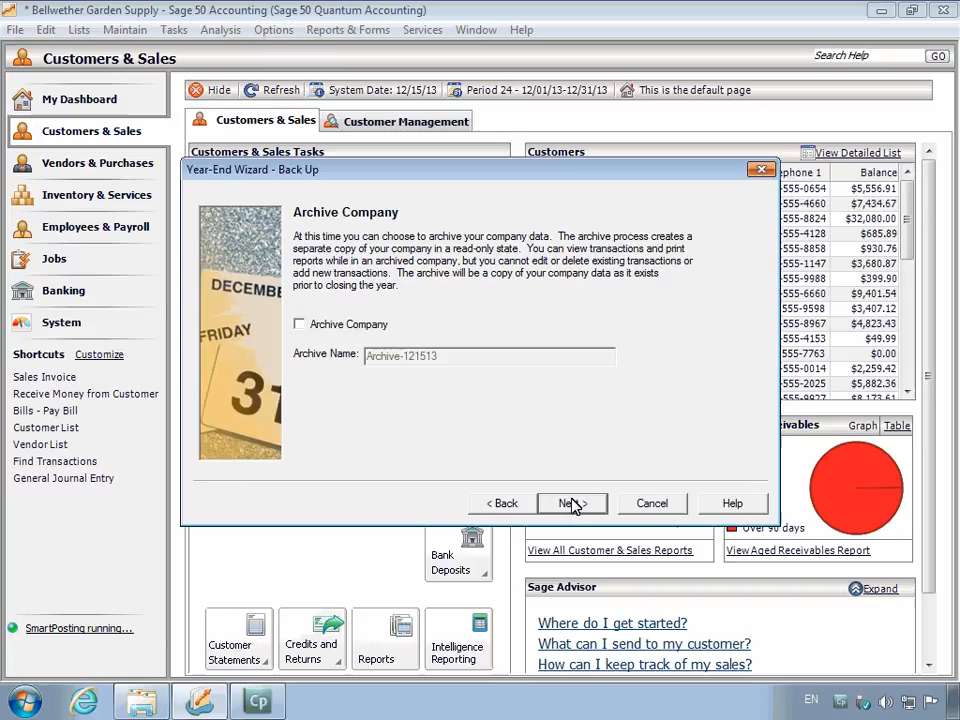 * Bellwether Garden Supply - Sage 50 Accounting (Sage 50 Quantum Accounting)
File Edit Lists Maintain Tasks Analysis Options Reports & Forms Services Window Help
Customers & Sales
Search Help
GO
My Dashboard
Customers & Sales
Vendors & Purchases
Inventory & Services
Employees & Payroll
Jobs
Banking
System
Shortcuts Customize
Sales Invoice
Receive Money from Customer
Bills - Pay Bill
Customer List
Vendor List
Find Transactions
General Journal Entry
SmartPosting running...
Hide Refresh System Date: 12/15/13 Period 24 - 12/01/13-12/31/13 This is the default page
Customers & Sales Customer Management
Customers & Sales Tasks
Customers View Detailed List
Balance
555-0654 $5,556.91
555-4660 $7,434.67
555-8824 $32,080.00
555-4128 $685.89
555-8858 $930.76
555-1147 $3,680.87
555-9988 $399.90
555-6660 $9,401.54
555-9598 $3,407.12
555-8967 $4,823.43
555-4153 $49.99
555-7763 $0.00
555-0014 $2,259.42
555-2025 $5,882.36
555-9927 $8,173.61
Year-End Wizard - Back Up
DECEMBE
FRIDAY
31
Archive Company
At this time you can choose to archive your company data. The archive process creates a
separate copy of your company in a read-only state. You can view transactions and print
reports while in an archived company, but you cannot edit or delete existing transactions or
add new transactions. The archive will be a copy of your company data as it exists
prior to closing the year.
Archive Company
Archive Name: Archive-121513
< Back Next > Cancel Help
Graph Table
Over 90 days
View All Customer & Sales Reports
View Aged Receivables Report
Bank
Deposits
Customer
Statements
Credits and
Returns
Reports
Intelligence
Reporting
Sage Advisor Expand
Where do I get started?
What can I send to my customer?
How can I keep track of my sales?
Cp
EN